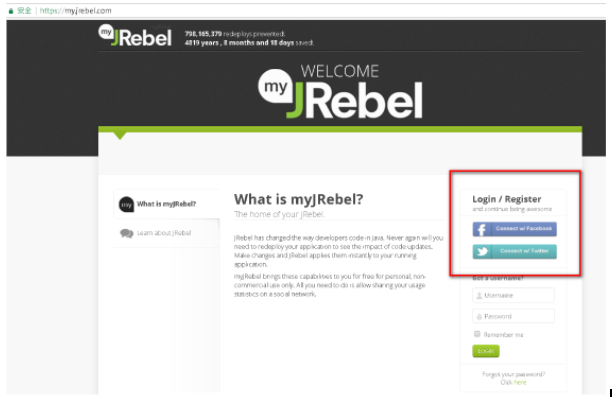 安全 | https://my.jrebel.com
my JRebel
798,165,379 redeploys prevented.
4819 years , 8 months and 18 days saved.
WELCOME
my JRebel
my What is myJRebel?
Learn about JRebel
What is myJRebel?
The home of your JRebel.
JRebel has changed the way developers code in Java. Never again will you
need to redeploy your application to see the impact of code updates.
Make changes and JRebel applies them instantly to your running
application.
myJRebel brings these capabilities to you for free for personal, non-
commercial use only. All you need to do is allow sharing your usage
statistics on a social network.
Login / Register
and continue being awesome
f Connect w/ Facebook
Connect w/ Twitter
Got a username?
Username
Password
Remember me
Forgot your password?
Click here